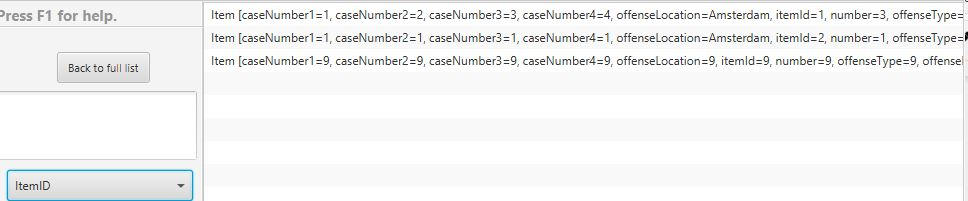 Press F1 for help.
Back to full list
ItemID
Item [caseNumber1=1, caseNumber2=2, caseNumber3=3, caseNumber4=4, offenseLocation=Amsterdam, itemId=1, number=3, offenseType=
Item [caseNumber1=1, caseNumber2=1, caseNumber3=1, caseNumber4=1, offenseLocation=Amsterdam, itemId=2, number=1, offenseType=
Item [caseNumber1=9, caseNumber2=9, caseNumber3=9, caseNumber4=9, offenseLocation=9, itemId=9, number=9, offenseType=9, offensel